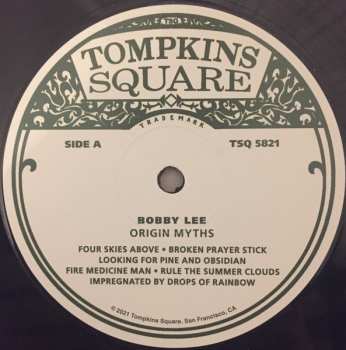 TSQ
TOMPKINS
SQUARE
TRADEMARK
SIDE A TSQ 5821
BOBBY LEE
ORIGIN MYTHS
FOUR SKIES ABOVE • BROKEN PRAYER STICK
LOOKING FOR PINE AND OBSIDIAN
FIRE MEDICINE MAN • RULE THE SUMMER CLOUDS
IMPREGNATED BY DROPS OF RAINBOW
© 2021 Tompkins Square, San Francisco, CA